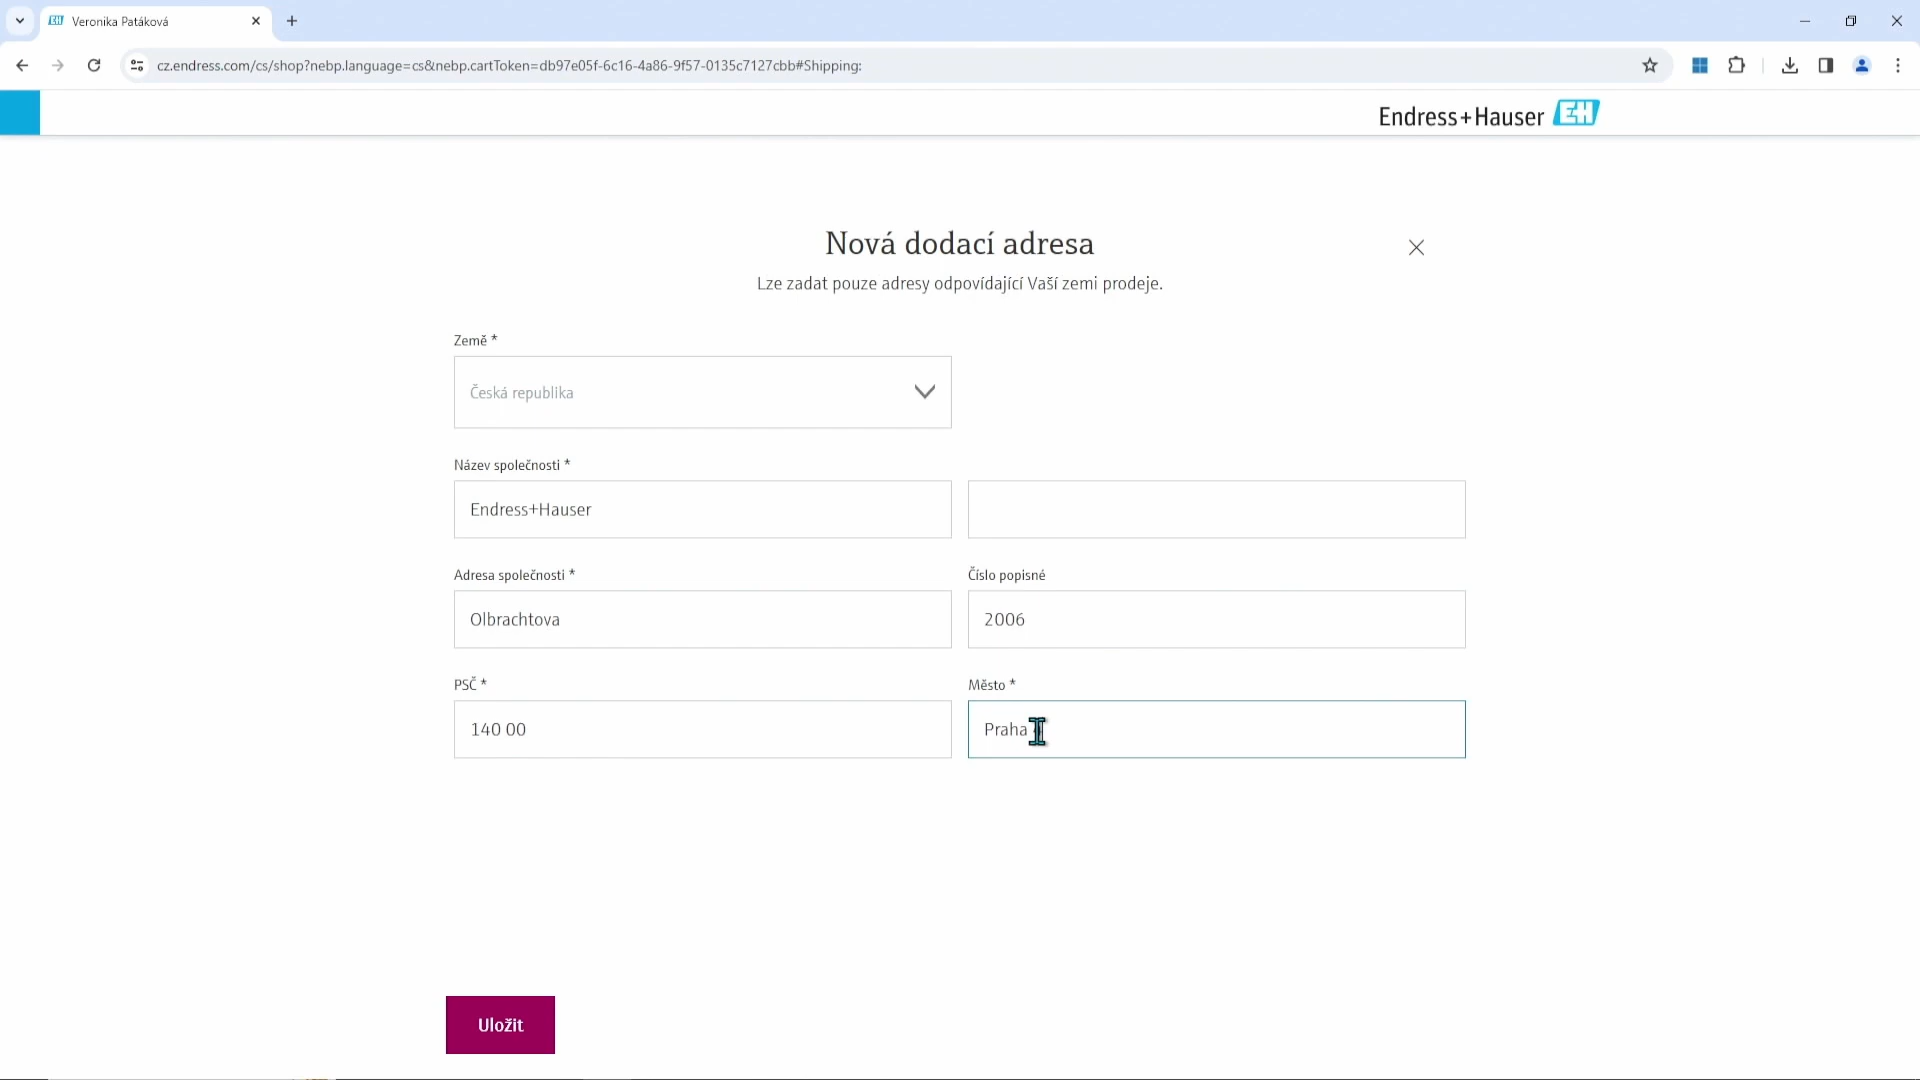 Veronika Patáková
cz.endress.com/cs/shop?nebp.language=cs&nebp.cartToken=db97e05f-6c16-4a86-9f57-0135c7127cbb#Shipping:
Endress+Hauser EH
Nová dodací adresa
Lze zadat pouze adresy odpovídající Vaší zemi prodeje.
Země *
Česká republika
Název společnosti *
Endress+Hauser
Adresa společnosti *
Číslo popisné
Olbrachtova
2006
PSČ *
Město *
140 00
Praha
Uložit